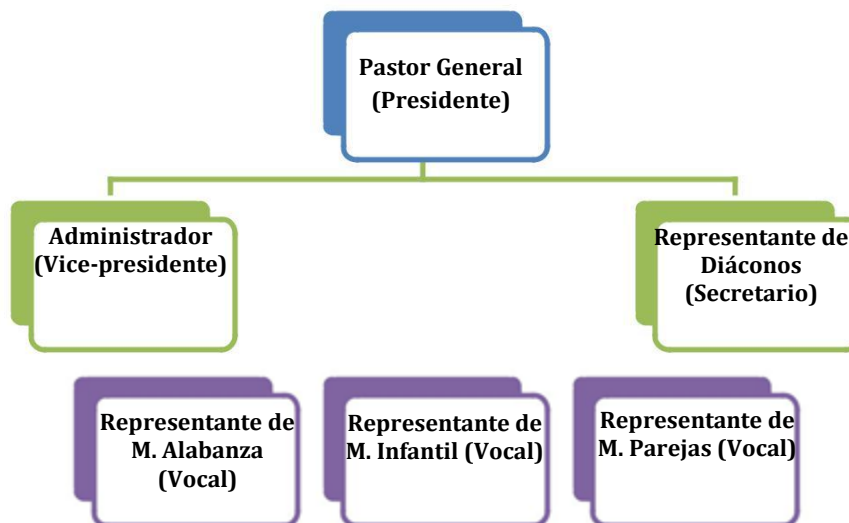 Pastor General
(Presidente)
Administrador
(Vice-presidente)
Representante de
Diáconos
(Secretario)
Representante de
M. Alabanza
(Vocal)
Representante de
M. Infantil (Vocal)
Representante de
M. Parejas (Vocal)